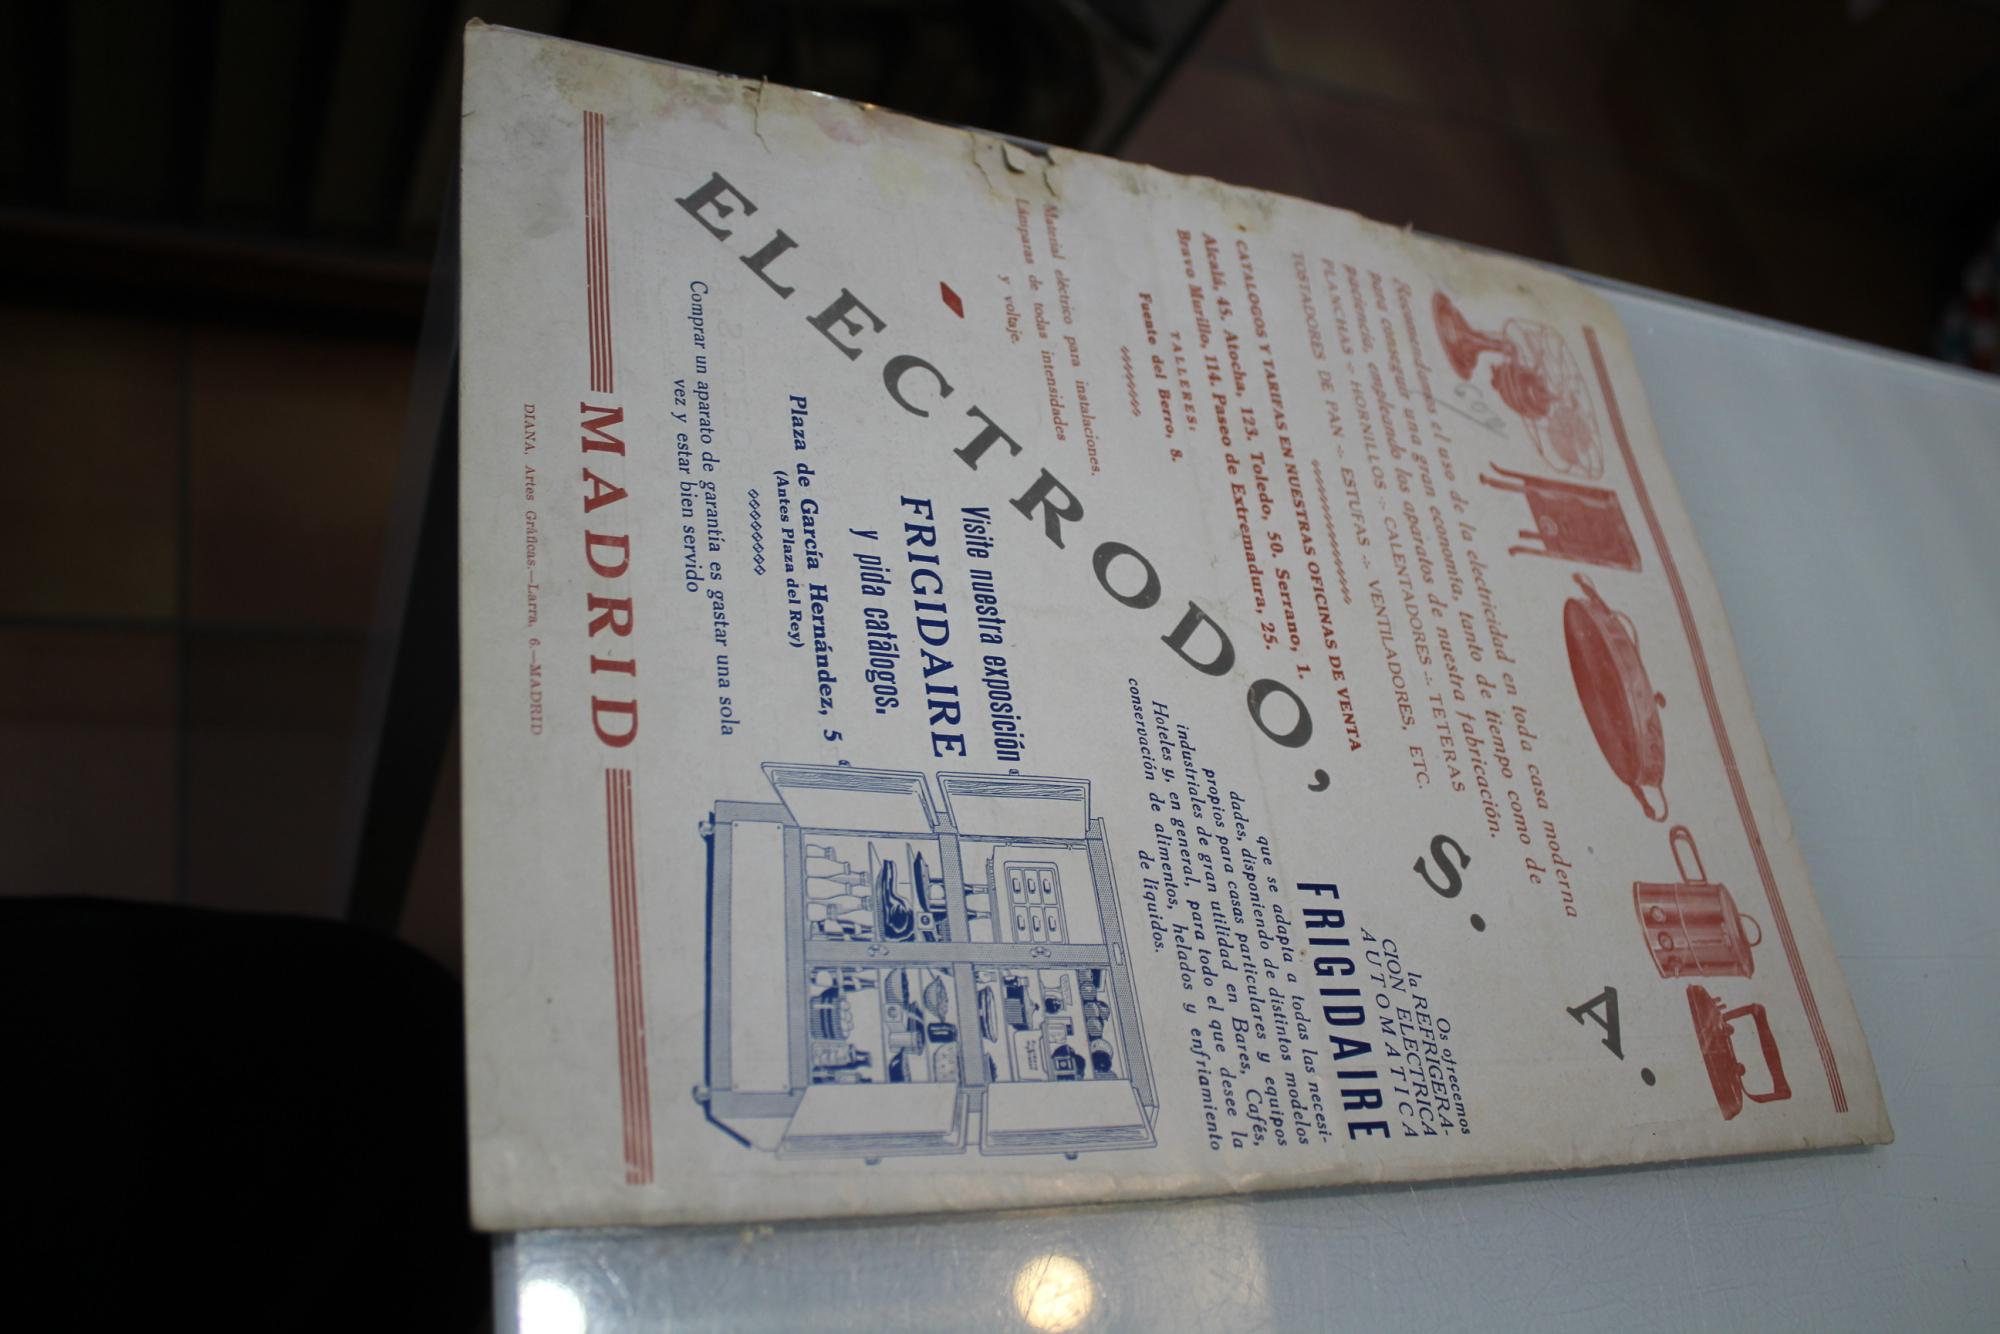 Recomendamos el uso de la electricidad en toda casa moderna
para conseguir una gran economía, tanto de tiempo como de
paciencia, empleando los aparatos de nuestra fabricación.
PLANCHAS -:- HORNILLOS -:- CALENTADORES -:- TETERAS
TOSTADORES DE PAN -:- ESTUFAS -:- VENTILADORES, ETC.
CATALOGOS Y TARIFAS EN NUESTRAS OFICINAS DE VENTA
Alcalá, 45. Atocha, 123. Toledo, 50. Serrano, 1.
Bravo Murillo, 114. Paseo de Extremadura, 25.
TALLERES:
Fuente del Berro, 8.
Material eléctrico para instalaciones.
Lámparas de todas intensidades
y voltaje.
ELECTRODO', S. A.
Os ofrecemos
la REFRIGERA-
CION ELECTRICA
AUTOMATICA
FRIGIDAIRE
que se adapta a todas las necesi-
dades, disponiendo de distintos modelos
propios para casas particulares y equipos
industriales de gran utilidad en Bares, Cafés,
Hoteles y, en general, para todo el que desee la
conservación de alimentos, helados y enfriamiento
de líquidos.
Visite nuestra exposición
FRIGIDAIRE
y pida catálogos.
Plaza de García Hernández, 5
(Antes Plaza del Rey)
Comprar un aparato de garantía es gastar una sola
vez y estar bien servido
MADRID
DIANA, Artes Gráficas.—Larra, 6.—MADRID